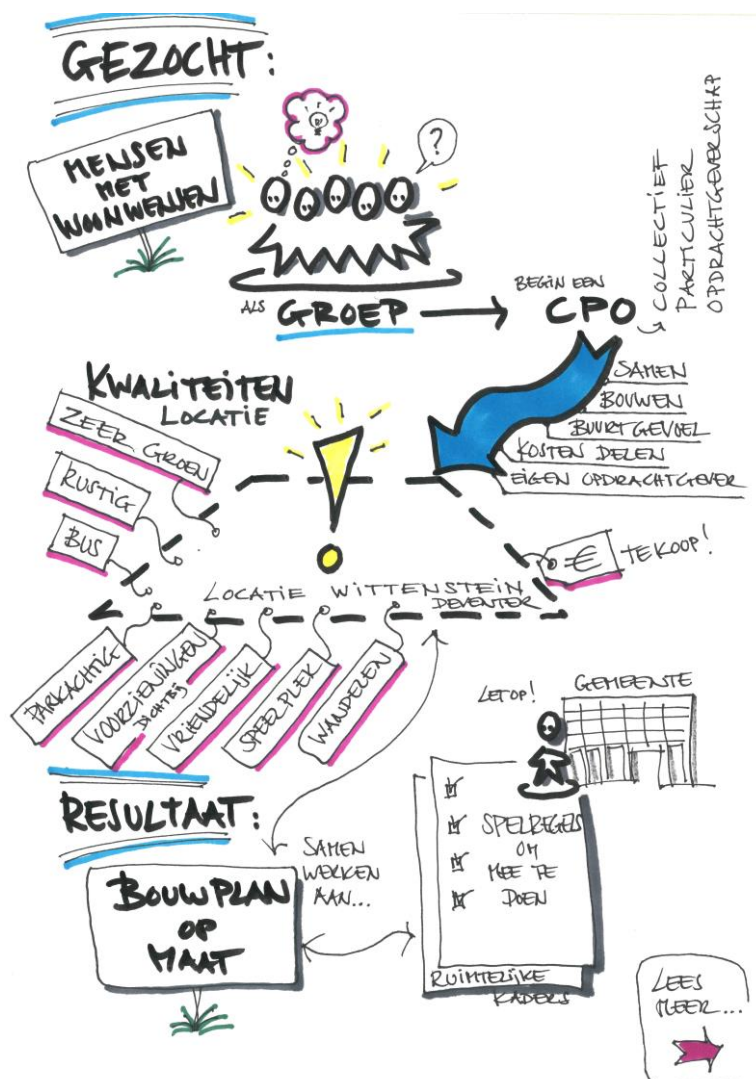 GEZOCHT:
MENSEN
MET
WOONWENSEN
?
ALS GROEP
BEGIN EEN
CPO
COLLECTIEF
PARTICULIER
OPDRACHTGEVERSCHAP
SAMEN
BOUWEN
BUURTGEVOEL
KOSTEN DELEN
EIGEN OPDRACHTGEVER
KWALITEITEN
LOCATIE
ZEER GROEN
RUSTIG
BUS
!
=€
TE KOOP!
LOCATIE WITTENSTEIN
DEVENTER
PARKACHTIG
VOORZIENINGEN
DICHTBIJ
VRIENDELIJK
SPEELPLEK
WANDELEN
LET OP!
GEMEENTE
SPELREGELS
OM
MEE TE
DOEN
RUIMTELIJKE
KADERS
RESULTAAT:
BOUWPLAN
OP
MAAT
SAMEN
WERKEN
AAN...
LEES
MEER...